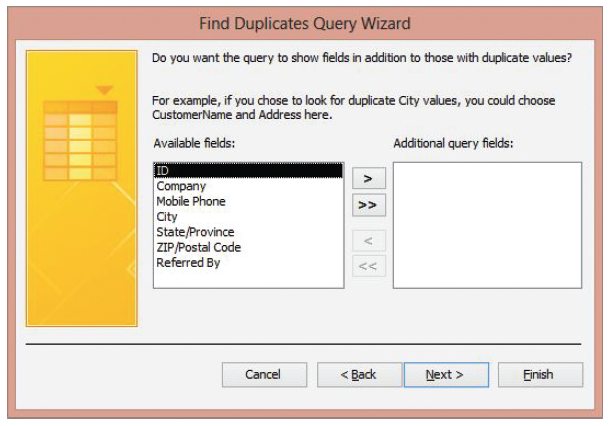 Find Duplicates Query Wizard
Do you want the query to show fields in addition to those with duplicate values?
For example, if you chose to look for duplicate City values, you could choose
CustomerName and Address here.
Available fields:
Additional query fields:
ID
Company
Mobile Phone
City
State/Province
ZIP/Postal Code
Referred By
>
>>
<
<<
Cancel
< Back
Next >
Finish